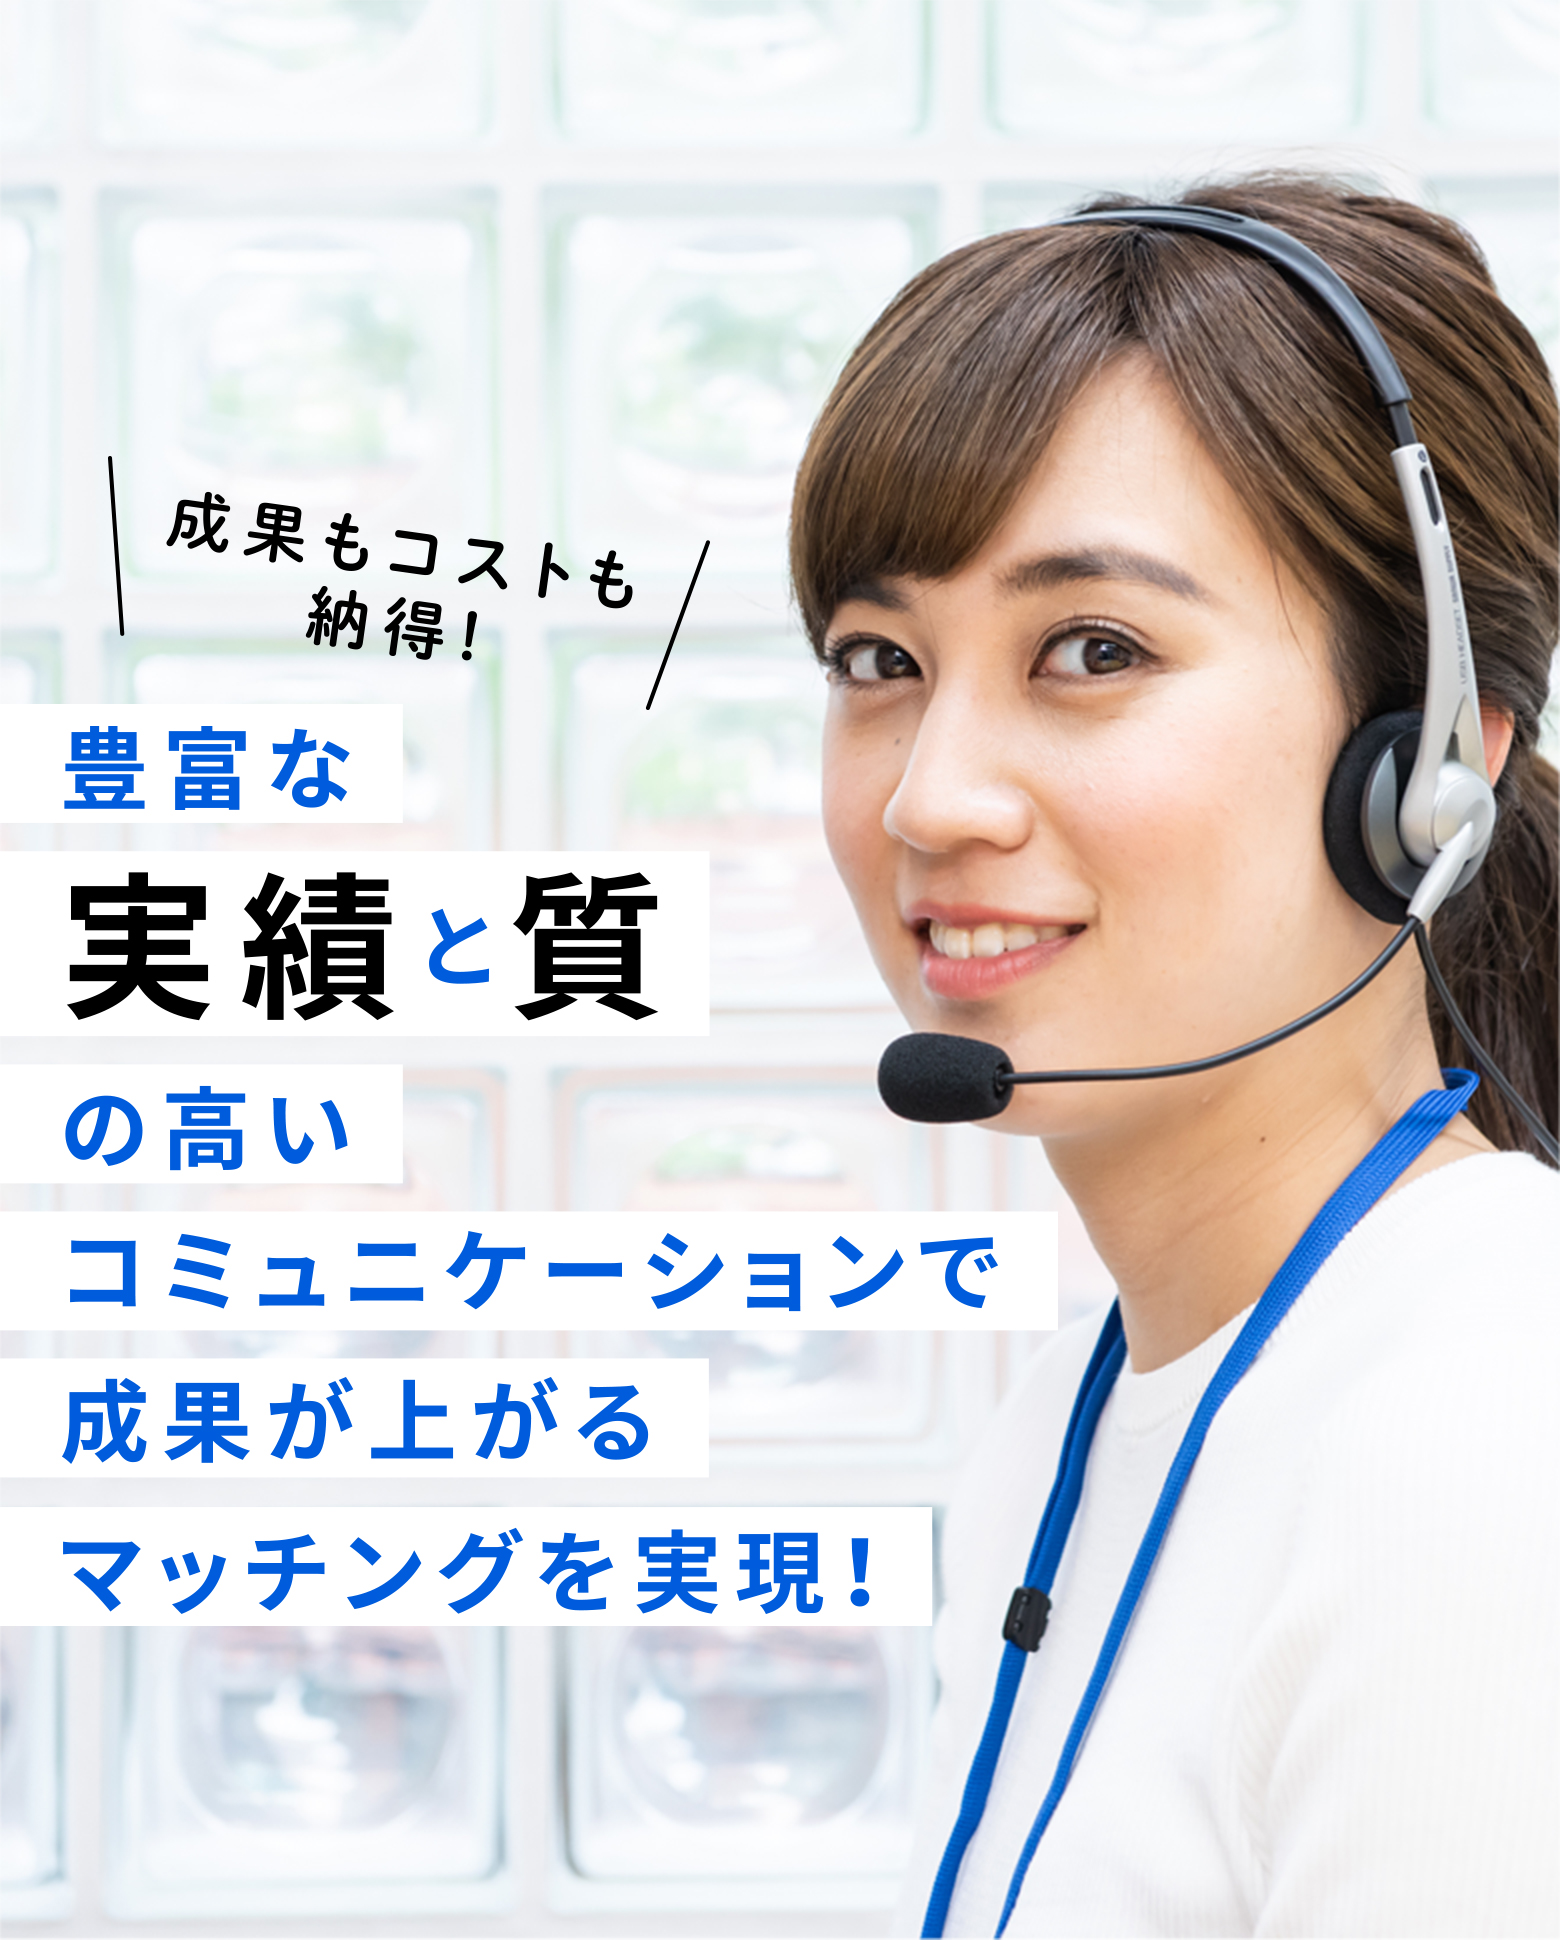 成果もコストも
納得！
豊富な
実績と質
の高い
コミュニケーションで
成果が上がる
マッチングを実現！
USB HEADSET